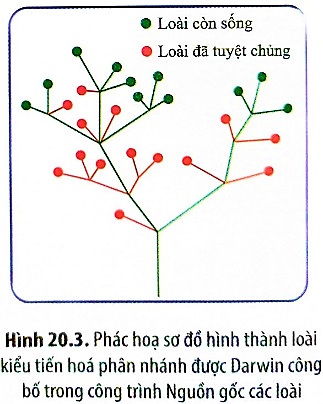 Loài còn sống
Loài đã tuyệt chủng
Hình 20.3. Phác hoạ sơ đồ hình thành loài
kiểu tiến hoá phân nhánh được Darwin công
bố trong công trình Nguồn gốc các loài